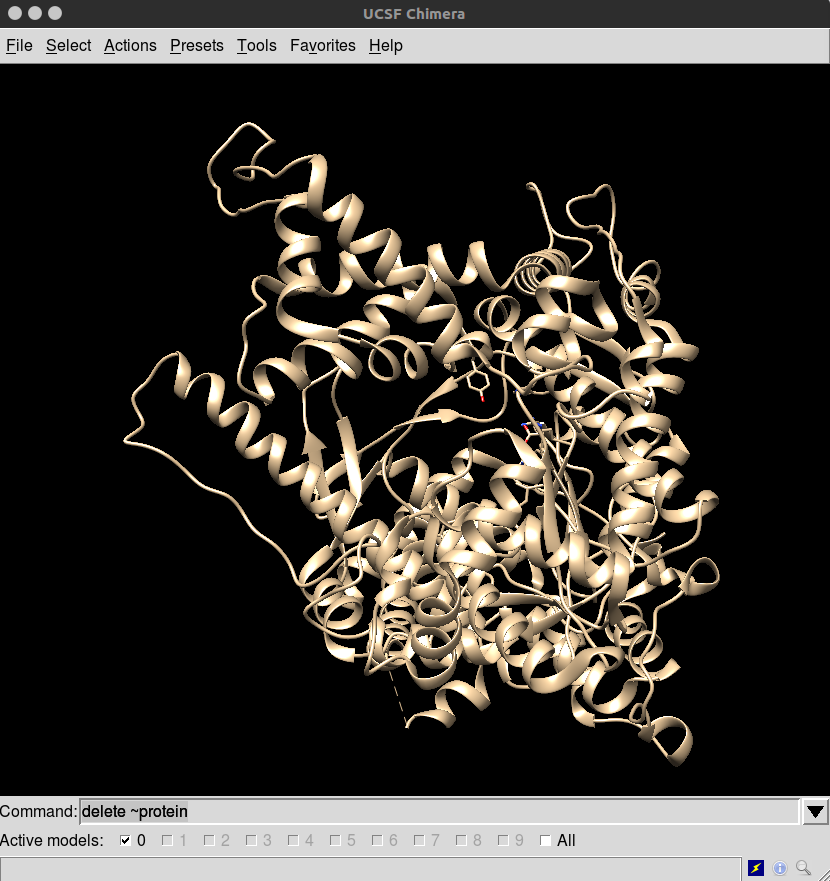 UCSF Chimera
File Select Actions Presets Tools Favorites Help
Command: delete ~protein
Active models: 0 1 2 3 4 5 6 7 8 9 All